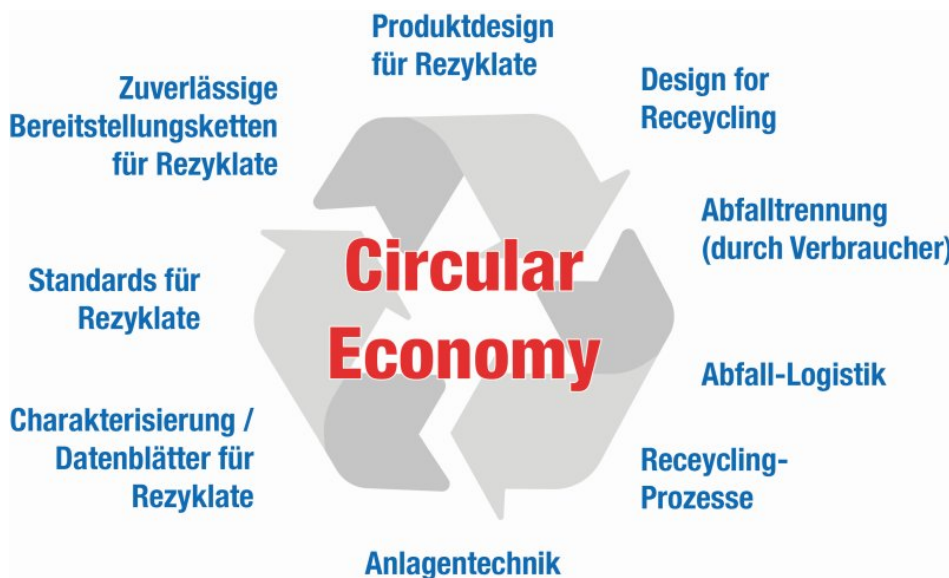 Produktdesign
für Rezyklate
Design for
Receycling
Abfalltrennung
(durch Verbraucher)
Abfall-Logistik
Receycling-
Prozesse
Anlagentechnik
Charakterisierung /
Datenblätter für
Rezyklate
Standards für
Rezyklate
Zuverlässige
Bereitstellungsketten
für Rezyklate
Circular
Economy